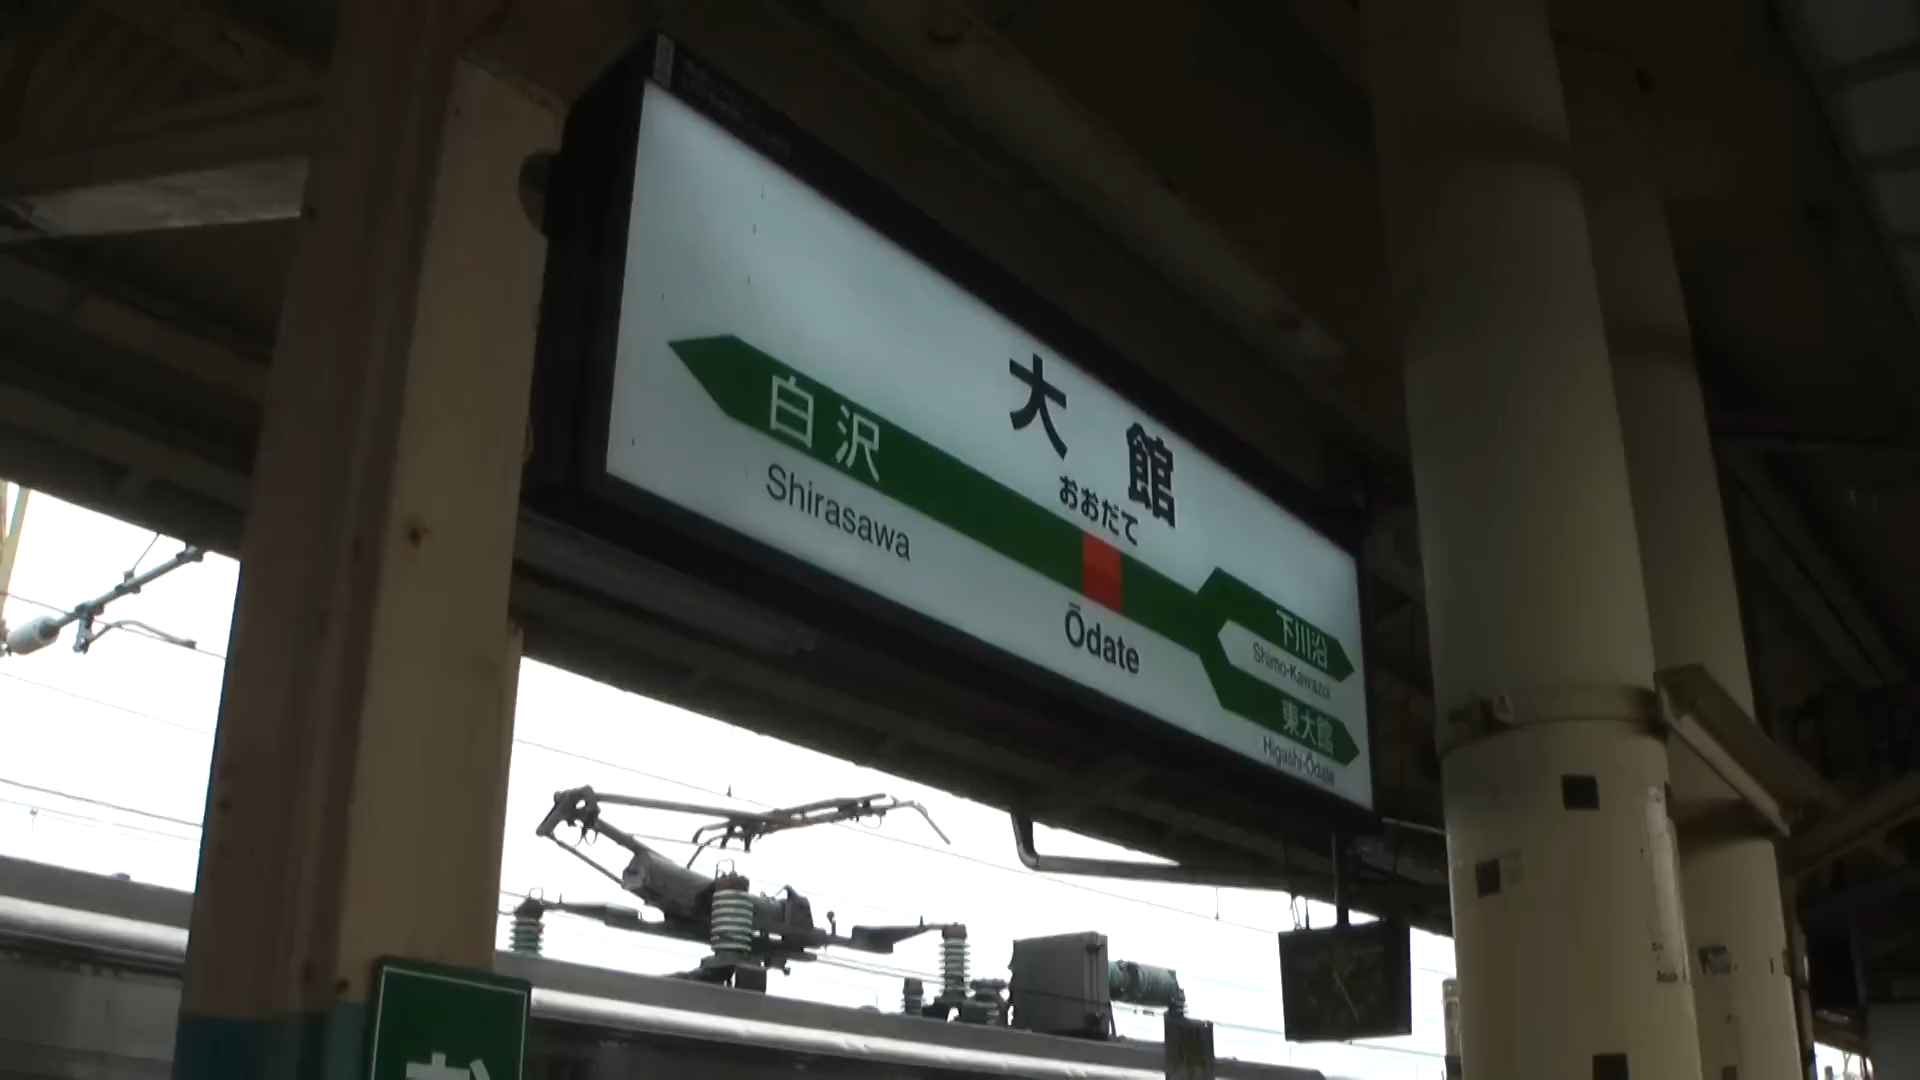 大館
おおだて
白沢
Shirasawa
Ōdate
下川沿
Shimo-Kawazoi
東大館
Higashi-Ōdate
お